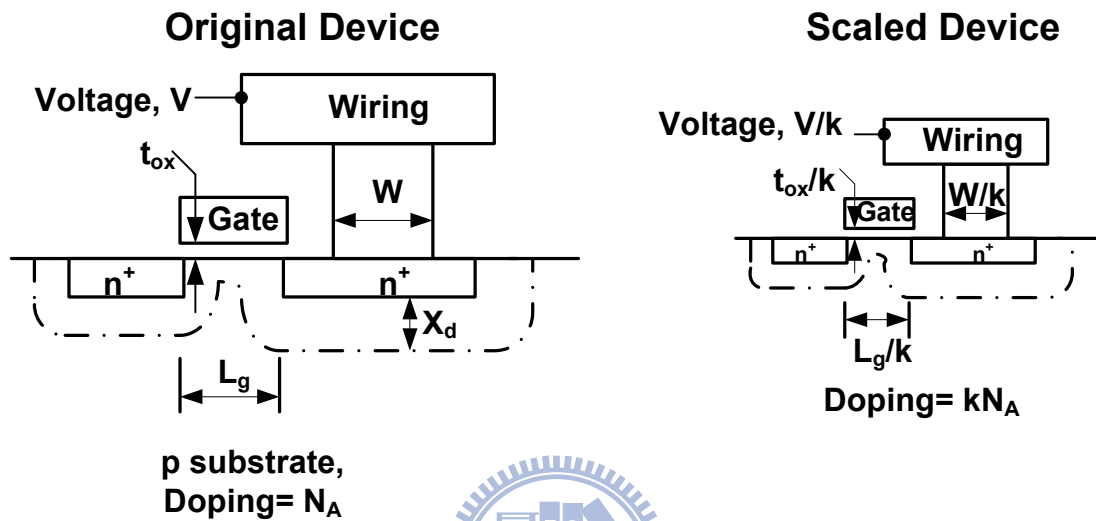 Original Device
Voltage, V
Wiring
tox
W
Gate
n+
n+
Xd
Lg
p substrate,
Doping= NA
Scaled Device
Voltage, V/k
Wiring
tox/k
W/k
Gate
n+
n+
Lg/k
Doping= kNA